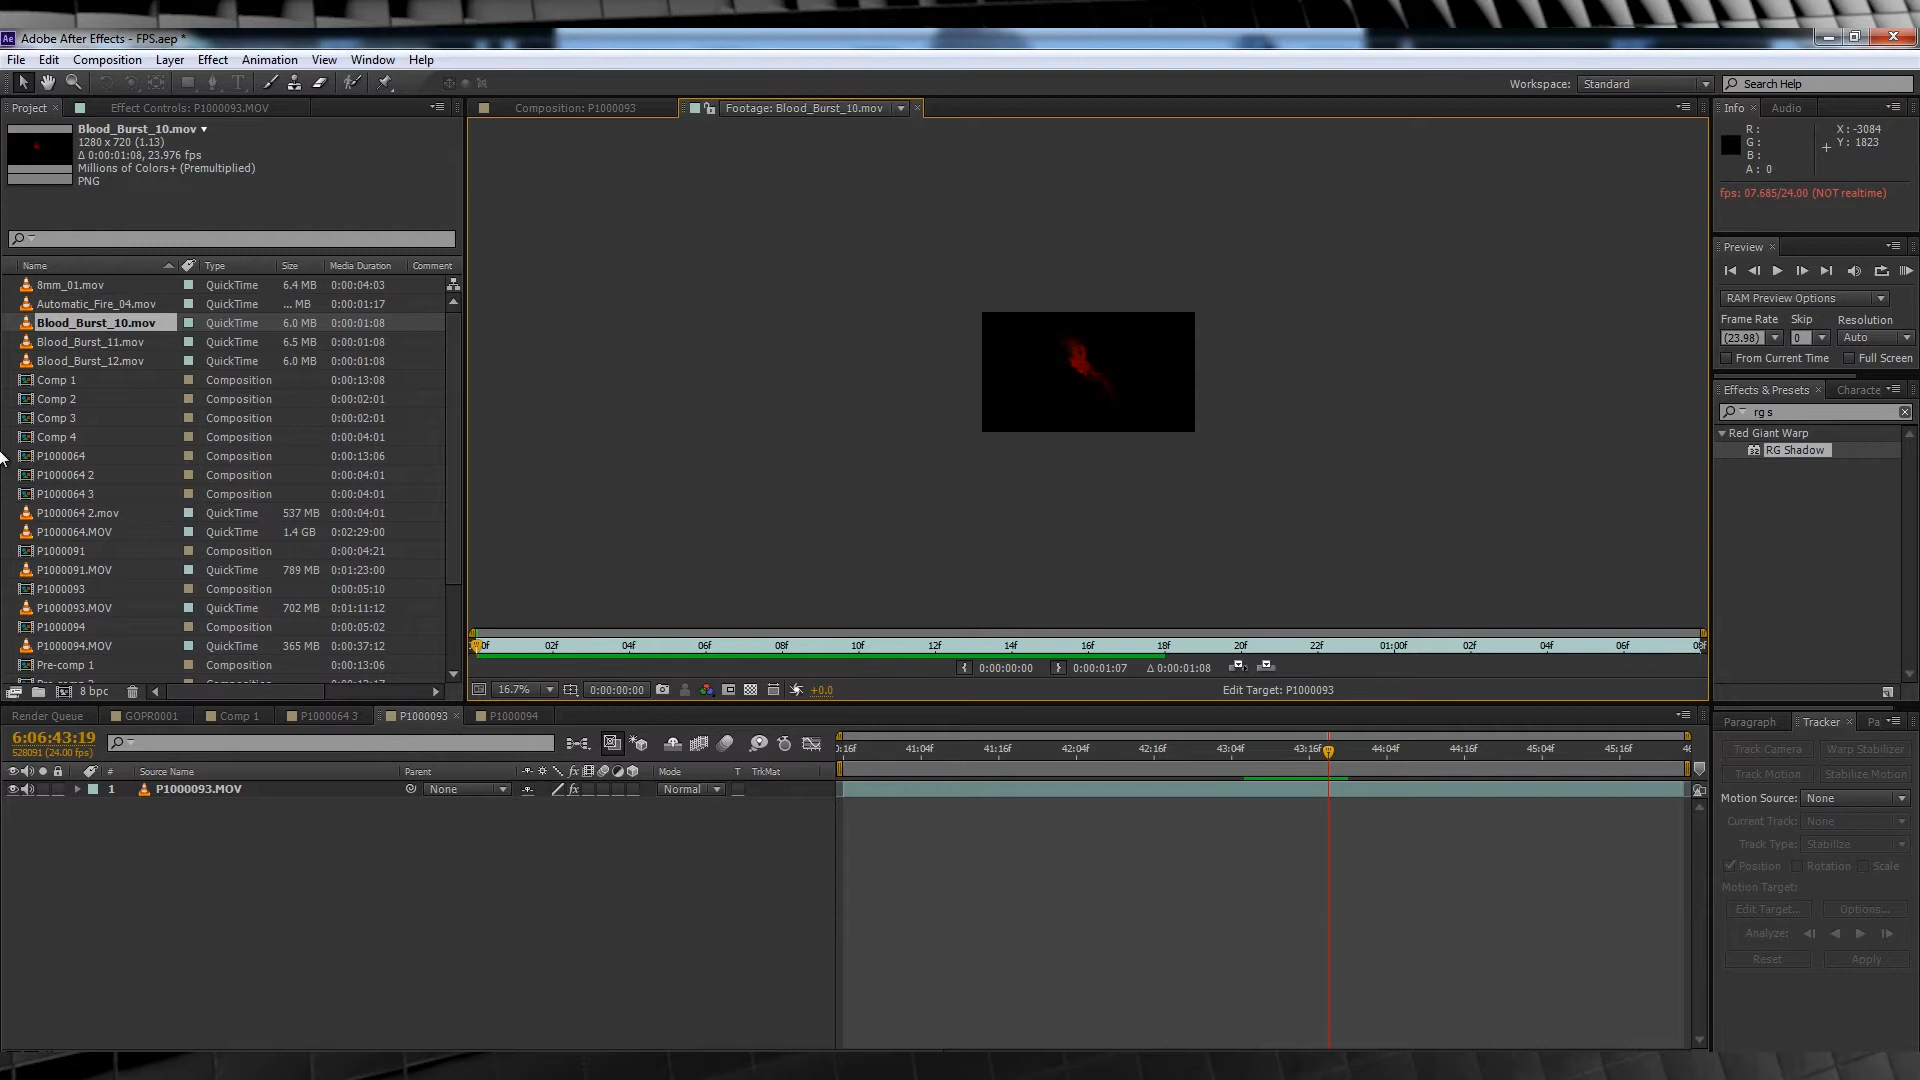 Adobe After Effects - FPS.aep *
File Edit Composition Layer Effect Animation View Window Help
Workspace: Standard Search Help
Project Effect Controls: P1000093.MOV
Composition: P1000093
Footage: Blood_Burst_10.mov
Info Audio
Blood_Burst_10.mov
1280 x 720 (1.13)
Δ 0:00:01:08, 23.976 fps
Millions of Colors+ (Premultiplied)
PNG
R:
G:
B:
A: 0
X: -3084
Y: 1823
fps: 07.685/24.00 (NOT realtime)
Preview
RAM Preview Options
Frame Rate Skip Resolution
(23.98) 0 Auto
From Current Time Full Screen
Effects & Presets Characte
rg s
Red Giant Warp
32 RG Shadow
Name Type Size Media Duration Comment
8mm_01.mov QuickTime 6.4 MB 0:00:04:03
Automatic_Fire_04.mov QuickTime ... MB 0:00:01:17
Blood_Burst_10.mov QuickTime 6.0 MB 0:00:01:08
Blood_Burst_11.mov QuickTime 6.5 MB 0:00:01:08
Blood_Burst_12.mov QuickTime 6.0 MB 0:00:01:08
Comp 1 Composition 0:00:13:08
Comp 2 Composition 0:00:02:01
Comp 3 Composition 0:00:02:01
Comp 4 Composition 0:00:04:01
P1000064 Composition 0:00:13:06
P1000064 2 Composition 0:00:04:01
P1000064 3 Composition 0:00:04:01
P1000064 2.mov QuickTime 537 MB 0:00:04:01
P1000064.MOV QuickTime 1.4 GB 0:02:29:00
P1000091 Composition 0:00:04:21
P1000091.MOV QuickTime 789 MB 0:01:23:00
P1000093 Composition 0:00:05:10
P1000093.MOV QuickTime 702 MB 0:01:11:12
P1000094 Composition 0:00:05:02
P1000094.MOV QuickTime 365 MB 0:00:37:12
Pre-comp 1 Composition 0:00:13:06
8 bpc
02f 04f 06f 08f 10f 12f 14f 16f 18f 20f 22f 01:00f 02f 04f 06f
0:00:00:00 0:00:01:07 Δ 0:00:01:08
16.7% 0:00:00:00 +0.0 Edit Target: P1000093
Render Queue GOPR0001 Comp 1 P1000064 3 P1000093 P1000094
6:06:43:19
528091 (24.00 fps)
:16f 41:04f 41:16f 42:04f 42:16f 43:04f 43:16f 44:04f 44:16f 45:04f 45:16f
# Source Name Parent fx Mode T TrkMat
1 P1000093.MOV None fx Normal
Paragraph Tracker Pa
Track Camera Warp Stabilizer
Track Motion Stabilize Motion
Motion Source: None
Current Track: None
Track Type: Stabilize
Position Rotation Scale
Motion Target:
Edit Target... Options...
Analyze:
Reset Apply